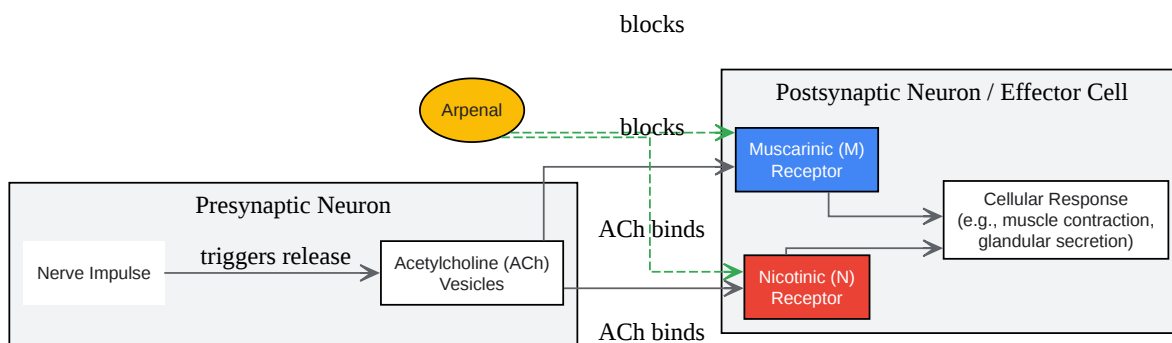 blocks
Arpenal
blocks
Postsynaptic Neuron / Effector Cell
Muscarinic (M)
Receptor
Presynaptic Neuron
Nerve Impulse
triggers release
Acetylcholine (ACh)
Vesicles
ACh binds
Cellular Response
(e.g., muscle contraction,
glandular secretion)
Nicotinic (N)
Receptor
ACh binds